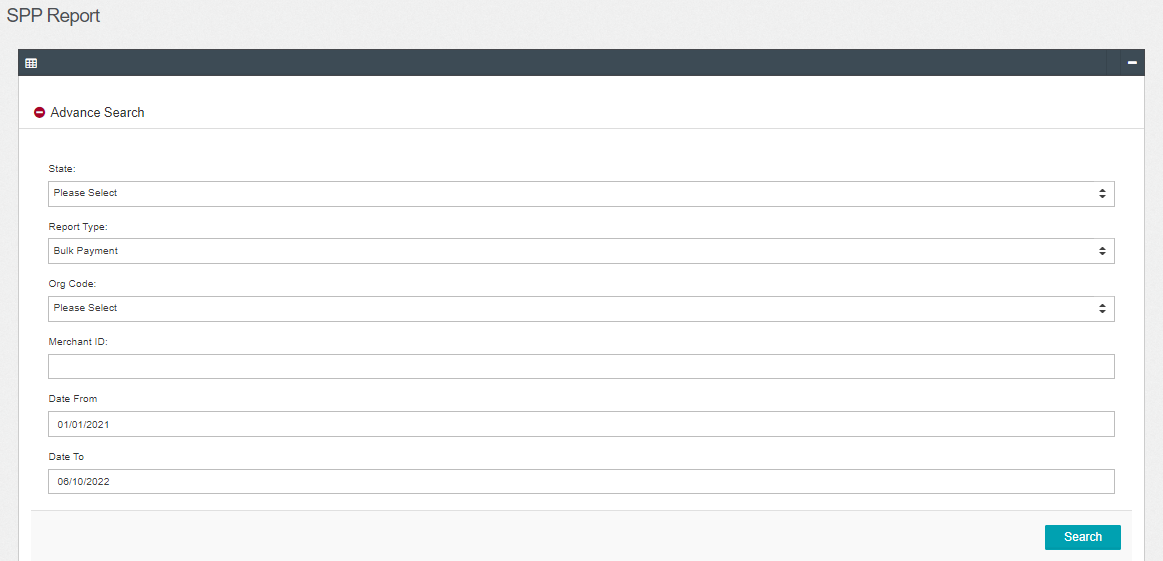 SPP Report
Advance Search
State:
Please Select
Report Type:
Bulk Payment
Org Code:
Please Select
Merchant ID:
Date From
01/01/2021
Date To
06/10/2022
Search